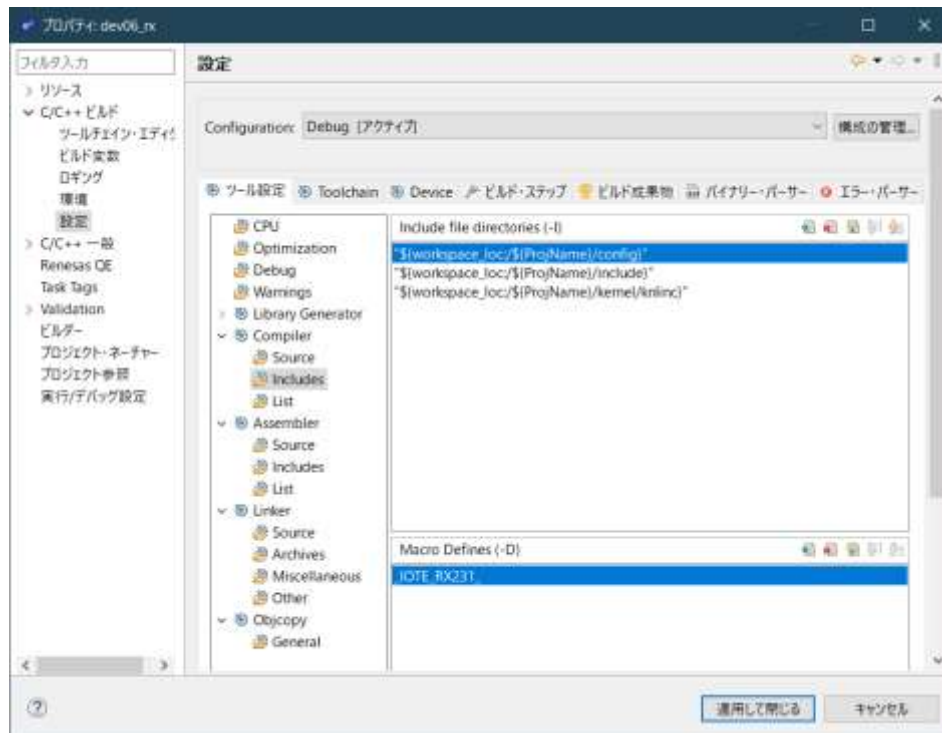 プロパティ: dev06_rx
フィルタ入力
設定
リソース
C/C++ ビルド
ツールチェイン・エディ
ビルド変数
ロギング
環境
設定
C/C++ 一般
Renesas QE
Task Tags
Validation
ビルダー
プロジェクト・ネーチャー
プロジェクト参照
実行/デバッグ設定
Configuration: Debug [アクティブ]
構成の管理...
ツール設定 Toolchain Device ビルド・ステップ ビルド成果物 バイナリー・パーサー エラー・パーサー
CPU
Optimization
Debug
Warnings
Library Generator
Compiler
Source
Includes
List
Assembler
Source
Includes
List
Linker
Source
Archives
Miscellaneous
Other
Objcopy
General
Include file directories (-I)
"${workspace_loc:/${ProjName}/config}"
"${workspace_loc:/${ProjName}/include}"
"${workspace_loc:/${ProjName}/kernel/knlinc}"
Macro Defines (-D)
_IOTE_RX231_
適用して閉じる
キャンセル